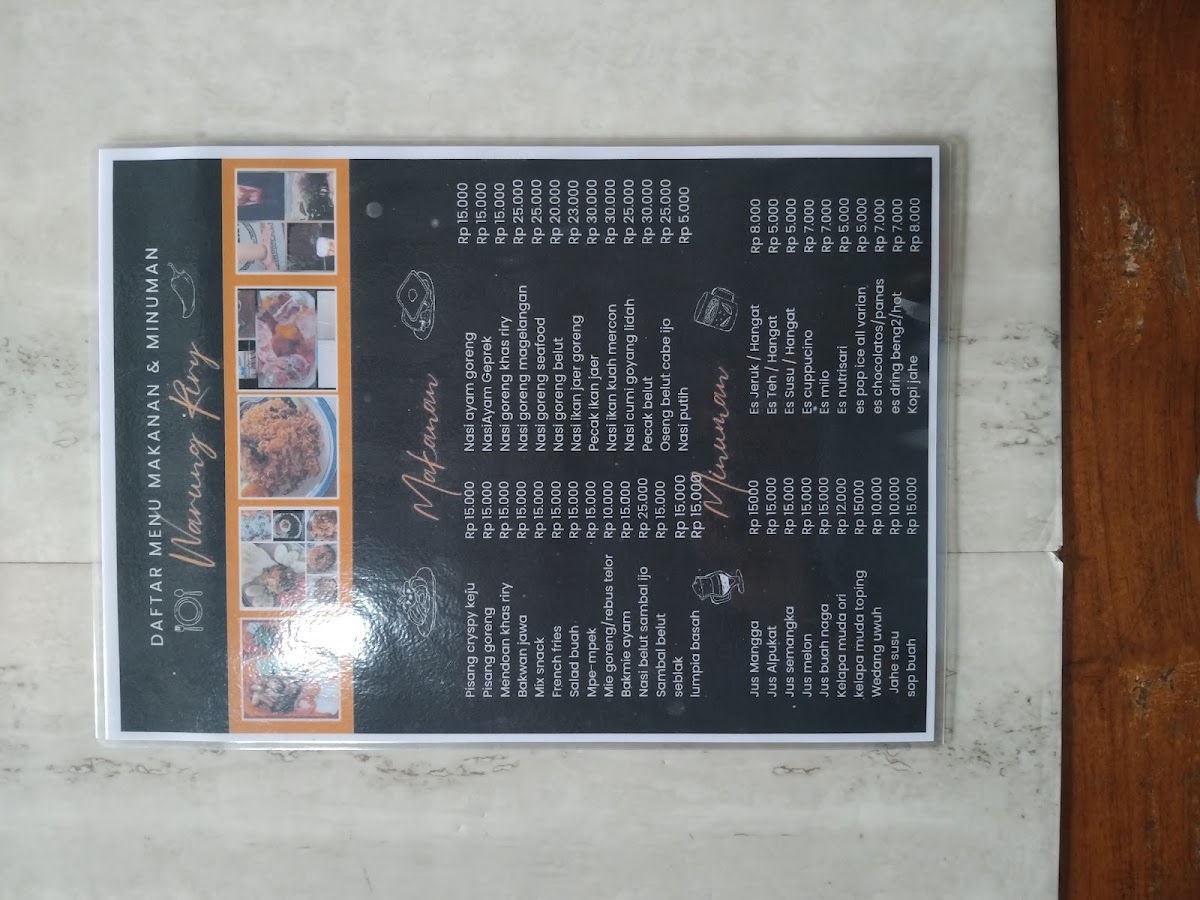 DAFTAR MENU MAKANAN & MINUMAN
Warung Riry
Makanan
Pisang cryspy keju Rp 15.000 Nasi ayam goreng Rp 15.000
Pisang goreng Rp 15.000 NasiAyam Geprek Rp 15.000
Mendoan khas riry Rp 15.000 Nasi goreng khas riry Rp 15.000
Bakwan jawa Rp 15.000 Nasi goreng magelangan Rp 25.000
Mix snack Rp 15.000 Nasi goreng seafood Rp 25.000
French fries Rp 15.000 Nasi goreng belut Rp 20.000
Salad buah Rp 15.000 Nasi ikan jaer goreng Rp 23.000
Mpe-mpek Rp 15.000 Pecak ikan jaer Rp 30.000
Mie goreng/rebus telor Rp 10.000 Nasi ikan kuah mercon Rp 30.000
Bakmie ayam Rp 15.000 Nasi cumi goyang lidah Rp 25.000
Nasi belut sambal ijo Rp 25.000 Pecak belut Rp 30.000
Sambal belut Rp 15.000 Oseng belut cabe ijo Rp 25.000
seblak Rp 15.000 Nasi putih Rp 5.000
lumpia basah Rp 15.000
Minuman
Jus Mangga Rp 15000 Es Jeruk / Hangat Rp 8.000
Jus Alpukat Rp 15.000 Es Teh / Hangat Rp 5.000
Jus semangka Rp 15.000 Es Susu / Hangat Rp 5.000
Jus melon Rp 15.000 Es cuppucino Rp 7.000
Jus buah naga Rp 15.000 Es milo Rp 7.000
Kelapa muda ori Rp 12.000 Es nutrisari Rp 5.000
kelapa muda toping Rp 15000 es pop ice all varian Rp 5.000
Wedang uwuh Rp 10.000 es chocolatos/panas Rp 7.000
Jahe susu Rp 10.000 es dring beng2/hot Rp 7.000
sop buah Rp 15.000 Kopi jahe Rp 8.000